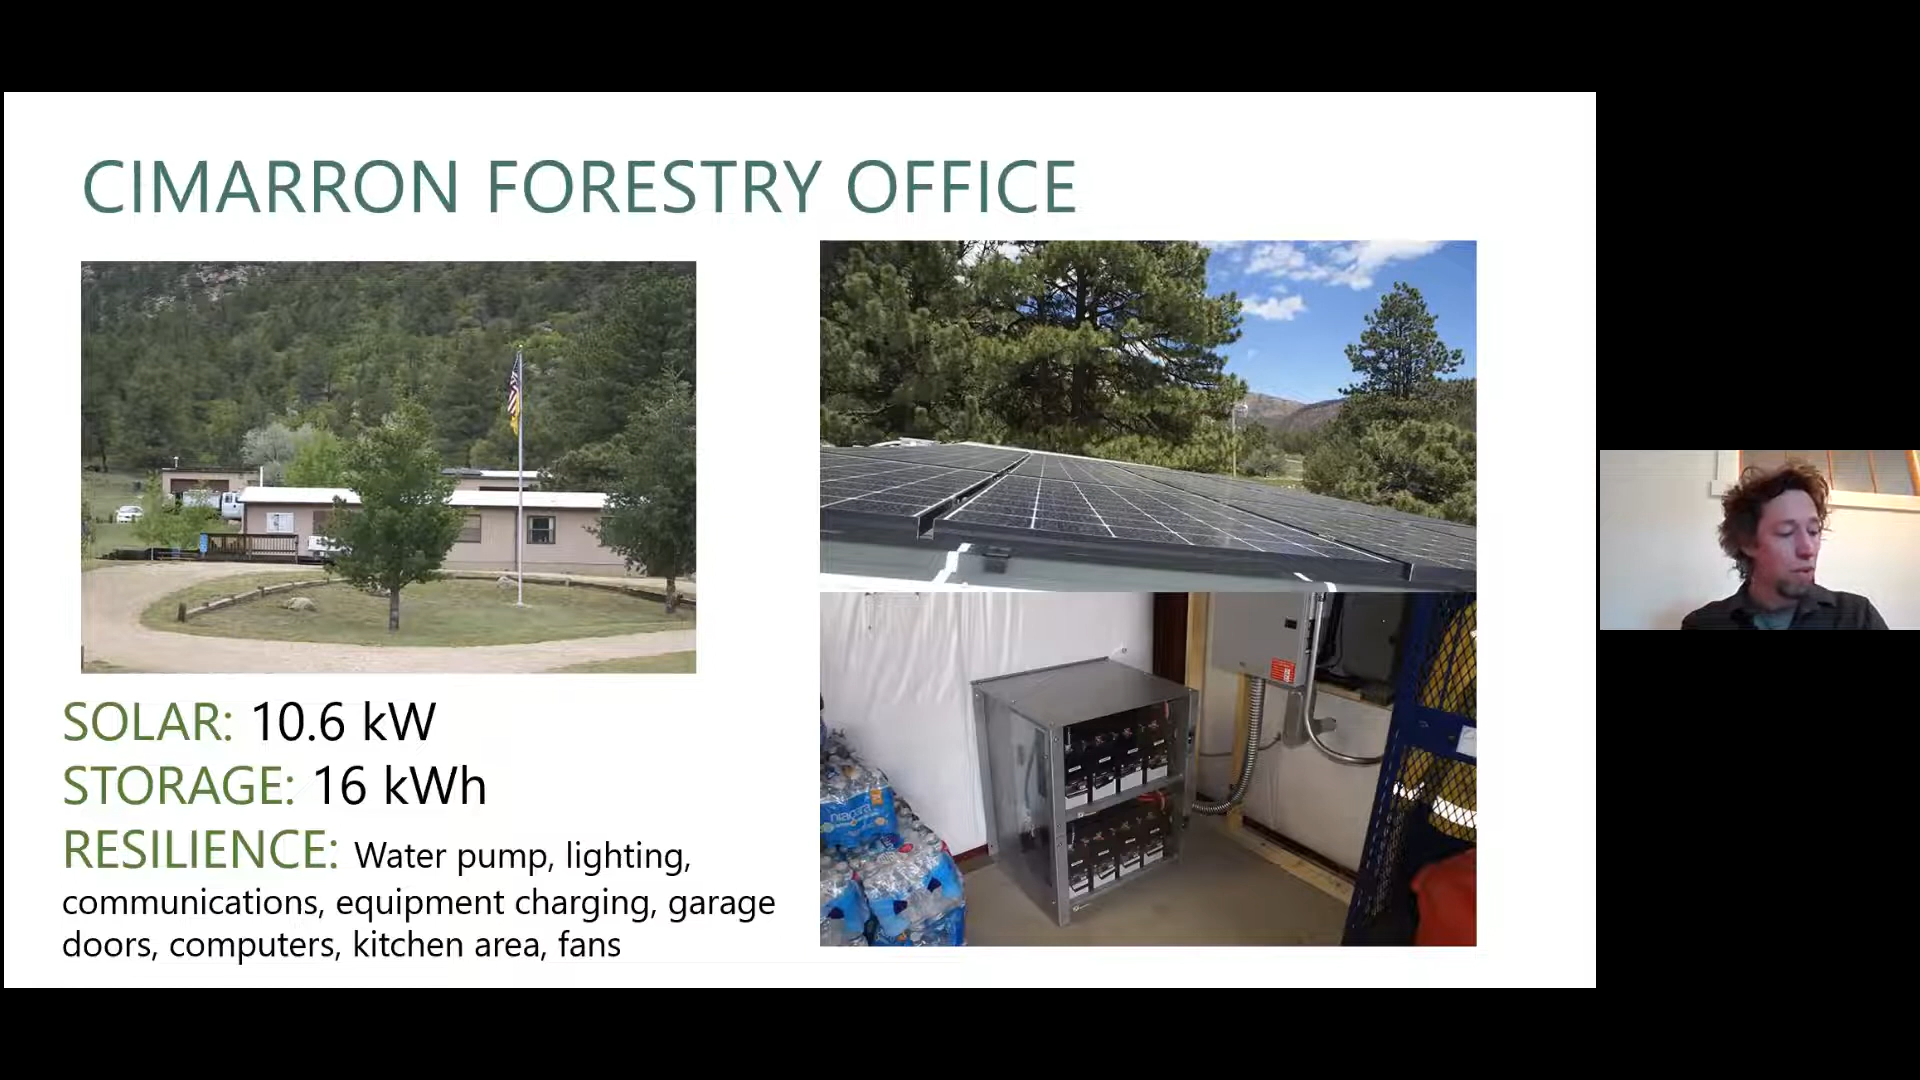 CIMARRON FORESTRY OFFICE
SOLAR: 10.6 kW
STORAGE: 16 kWh
RESILIENCE: Water pump, lighting,
communications, equipment charging, garage
doors, computers, kitchen area, fans
niagara